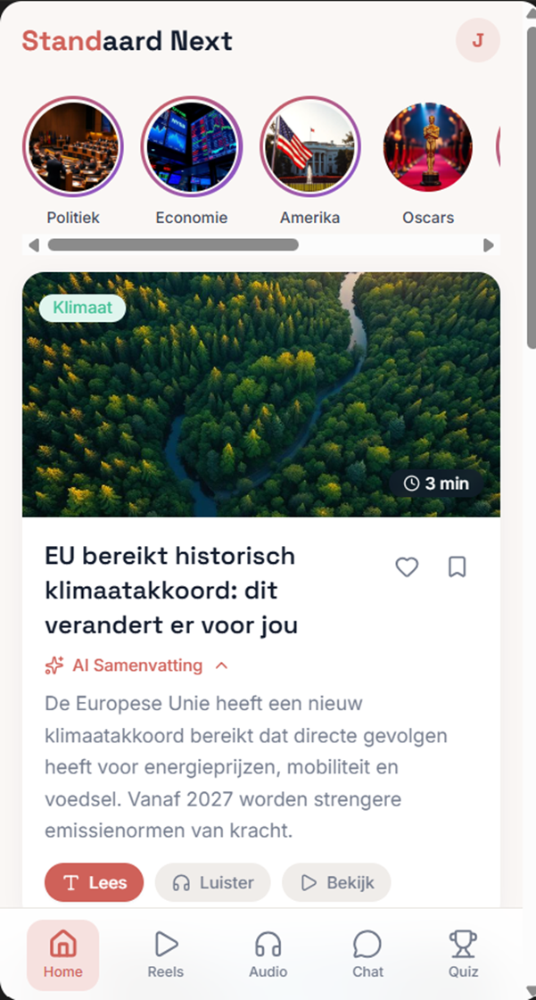 Standaard Next
J
Politiek
Economie
Amerika
Oscars
Klimaat
3 min
EU bereikt historisch
klimaatakkoord: dit
verandert er voor jou
AI Samenvatting
De Europese Unie heeft een nieuw
klimaatakkoord bereikt dat directe gevolgen
heeft voor energieprijzen, mobiliteit en
voedsel. Vanaf 2027 worden strengere
emissienormen van kracht.
Lees
Luister
Bekijk
Home
Reels
Audio
Chat
Quiz